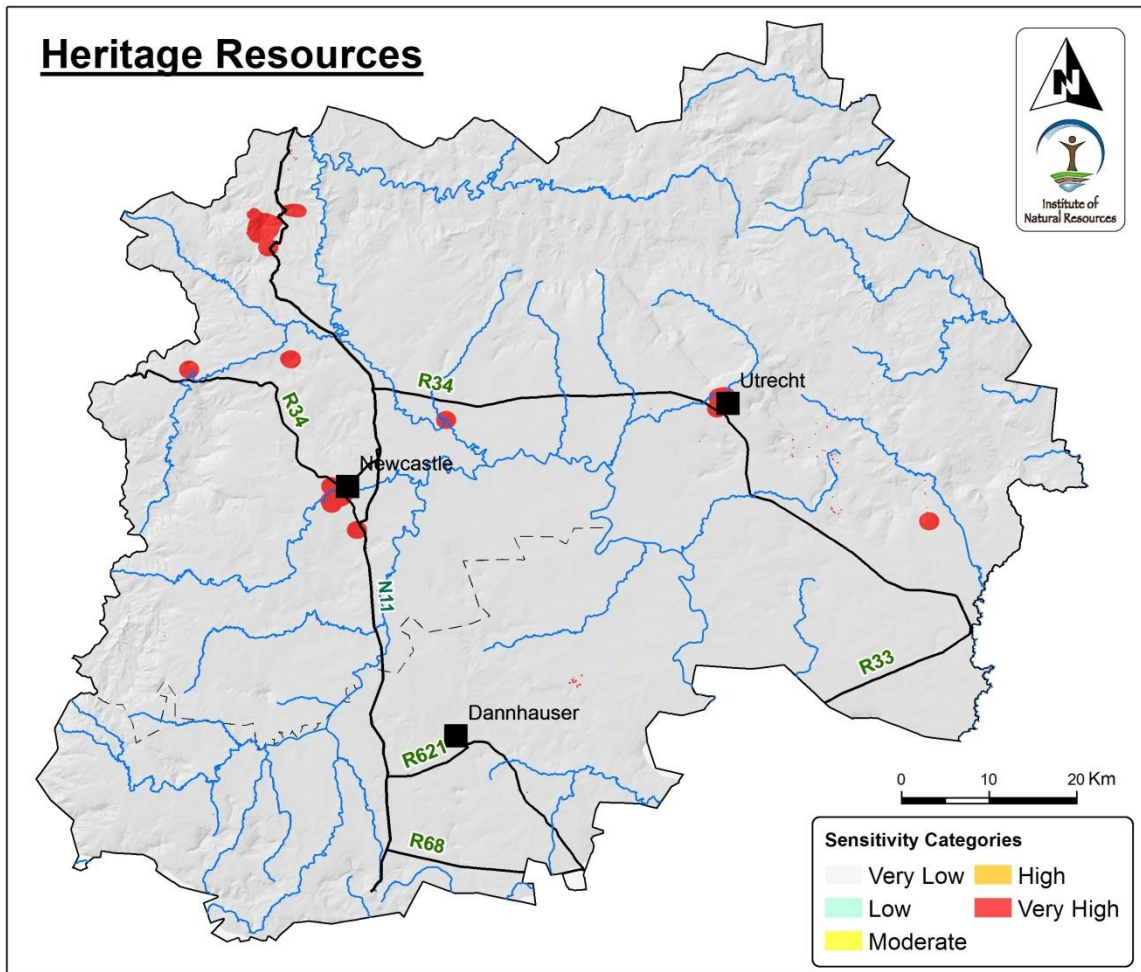 Heritage Resources
N
Institute of
Natural Resources
R34
Utrecht
R34
Newcastle
N11
R33
Dannhauser
R621
R68
0 10 20 Km
Sensitivity Categories
Very Low
Low
Moderate
High
Very High